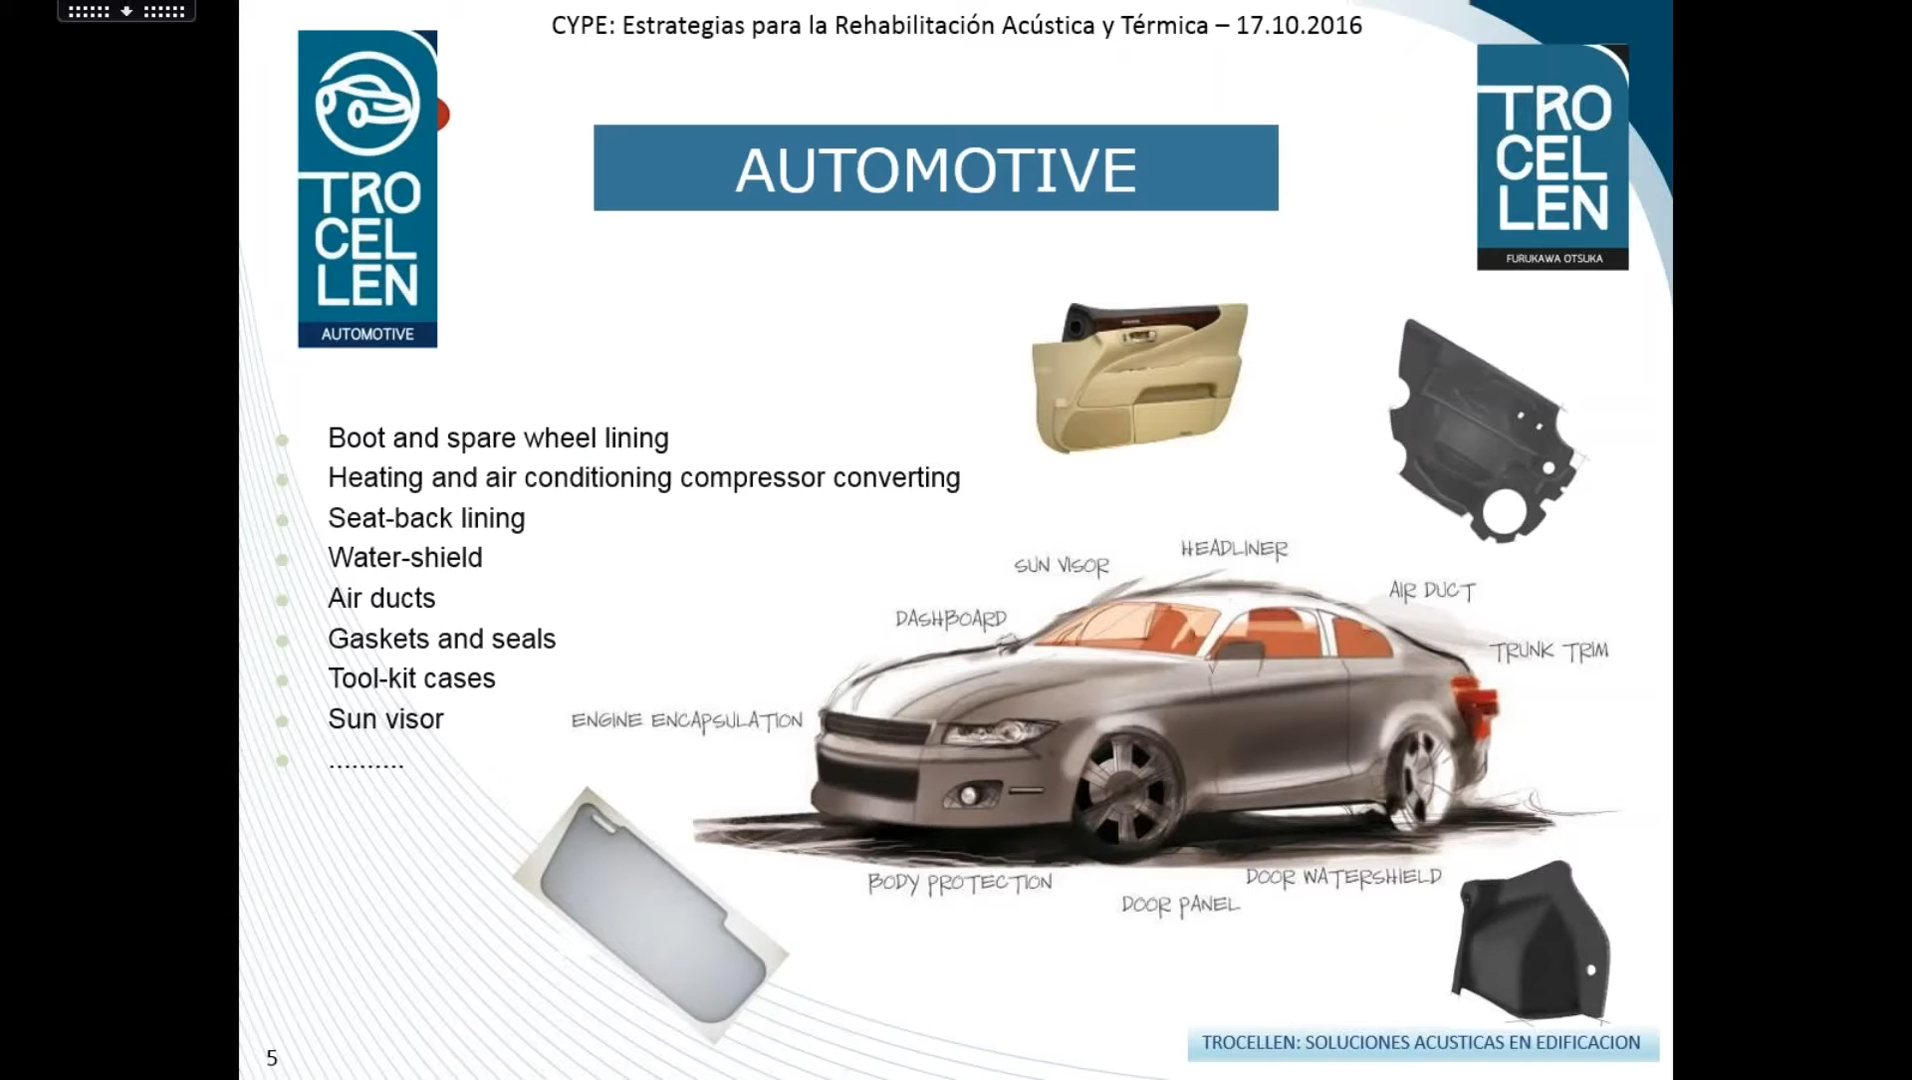 CYPE: Estrategias para la Rehabilitación Acústica y Térmica – 17.10.2016
TRO
CEL
LEN
AUTOMOTIVE
AUTOMOTIVE
TRO
CEL
LEN
FURUKAWA OTSUKA
Boot and spare wheel lining
Heating and air conditioning compressor converting
Seat-back lining
Water-shield
Air ducts
Gaskets and seals
Tool-kit cases
Sun visor
..........
HEADLINER
SUN VISOR
AIR DUCT
DASHBOARD
TRUNK TRIM
ENGINE ENCAPSULATION
BODY PROTECTION
DOOR WATERSHIELD
DOOR PANEL
TROCELLEN: SOLUCIONES ACUSTICAS EN EDIFICACION
5